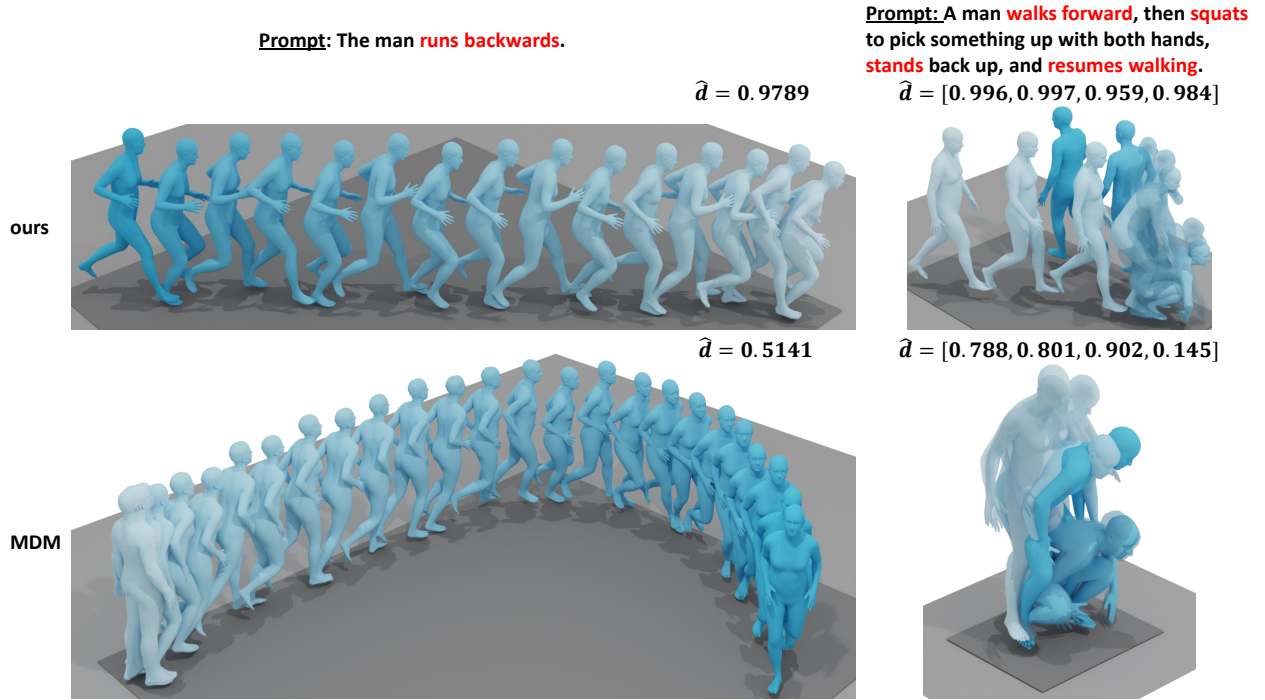 Prompt: The man runs backwards.
Prompt: A man walks forward, then squats
to pick something up with both hands,
stands back up, and resumes walking.
d̂ = 0.9789
d̂ = [0.996, 0.997, 0.959, 0.984]
ours
d̂ = 0.5141
d̂ = [0.788, 0.801, 0.902, 0.145]
MDM